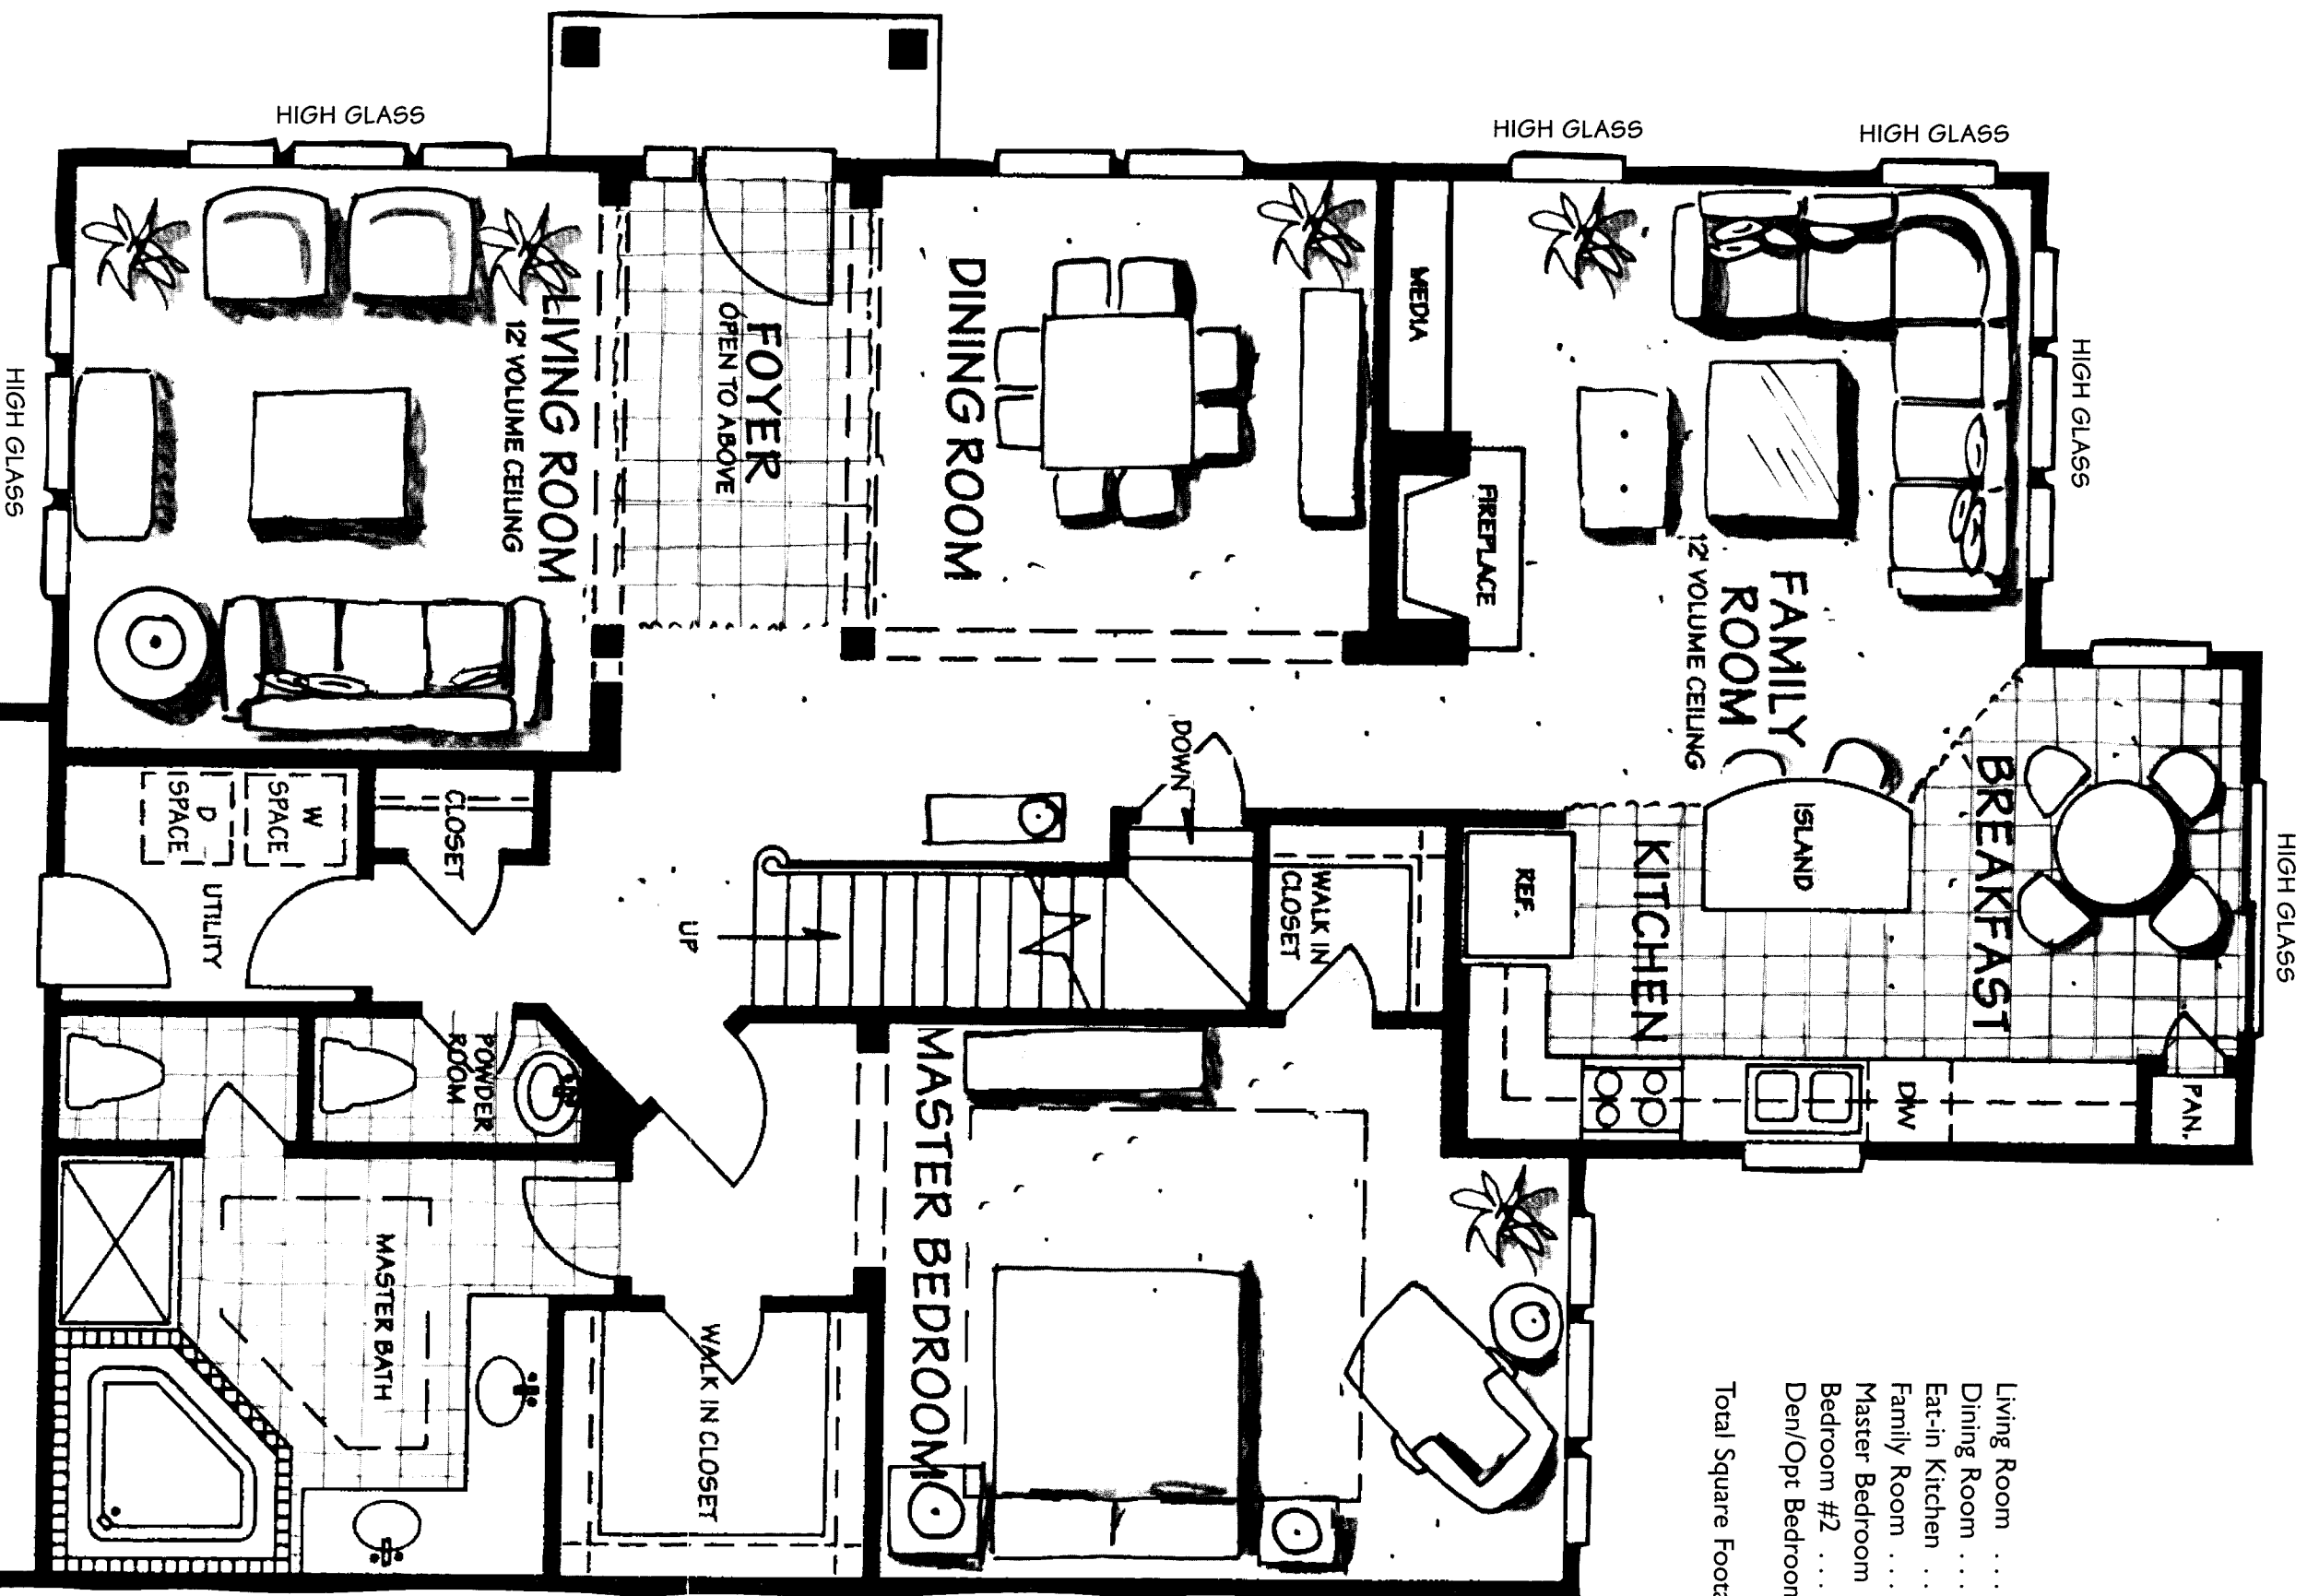 HIGH GLASS
HIGH GLASS
HIGH GLASS
HIGH GLASS
HIGH GLASS
HIGH GLASS
LIVING ROOM
12' VOLUME CEILING
FOYER
OPEN TO ABOVE
DINING ROOM
MEDIA
FIREPLACE
FAMILY
ROOM
12' VOLUME CEILING
BREAKFAST
ISLAND
KITCHEN
REF.
DW
PAN.
DOWN
UP
WALK IN
CLOSET
CLOSET
W
SPACE
D
SPACE
UTILITY
POWDER
ROOM
MASTER BATH
WALK IN CLOSET
MASTER BEDROOM
Living Room . . .
Dining Room . . .
Eat-in Kitchen . . .
Family Room . . .
Master Bedroom
Bedroom #2 . . .
Den/Opt Bedroom
Total Square